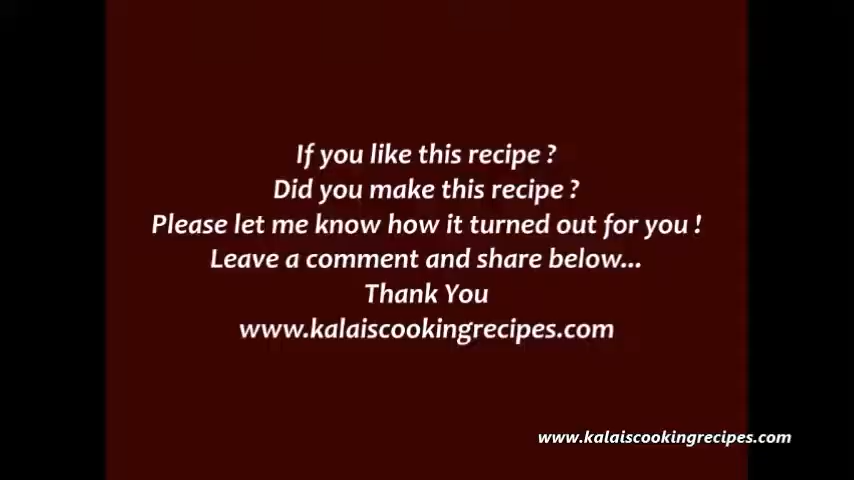 If you like this recipe ?
Did you make this recipe ?
Please let me know how it turned out for you !
Leave a comment and share below...
Thank You
www.kalaiscookingrecipes.com
www.kalaiscookingrecipes.com